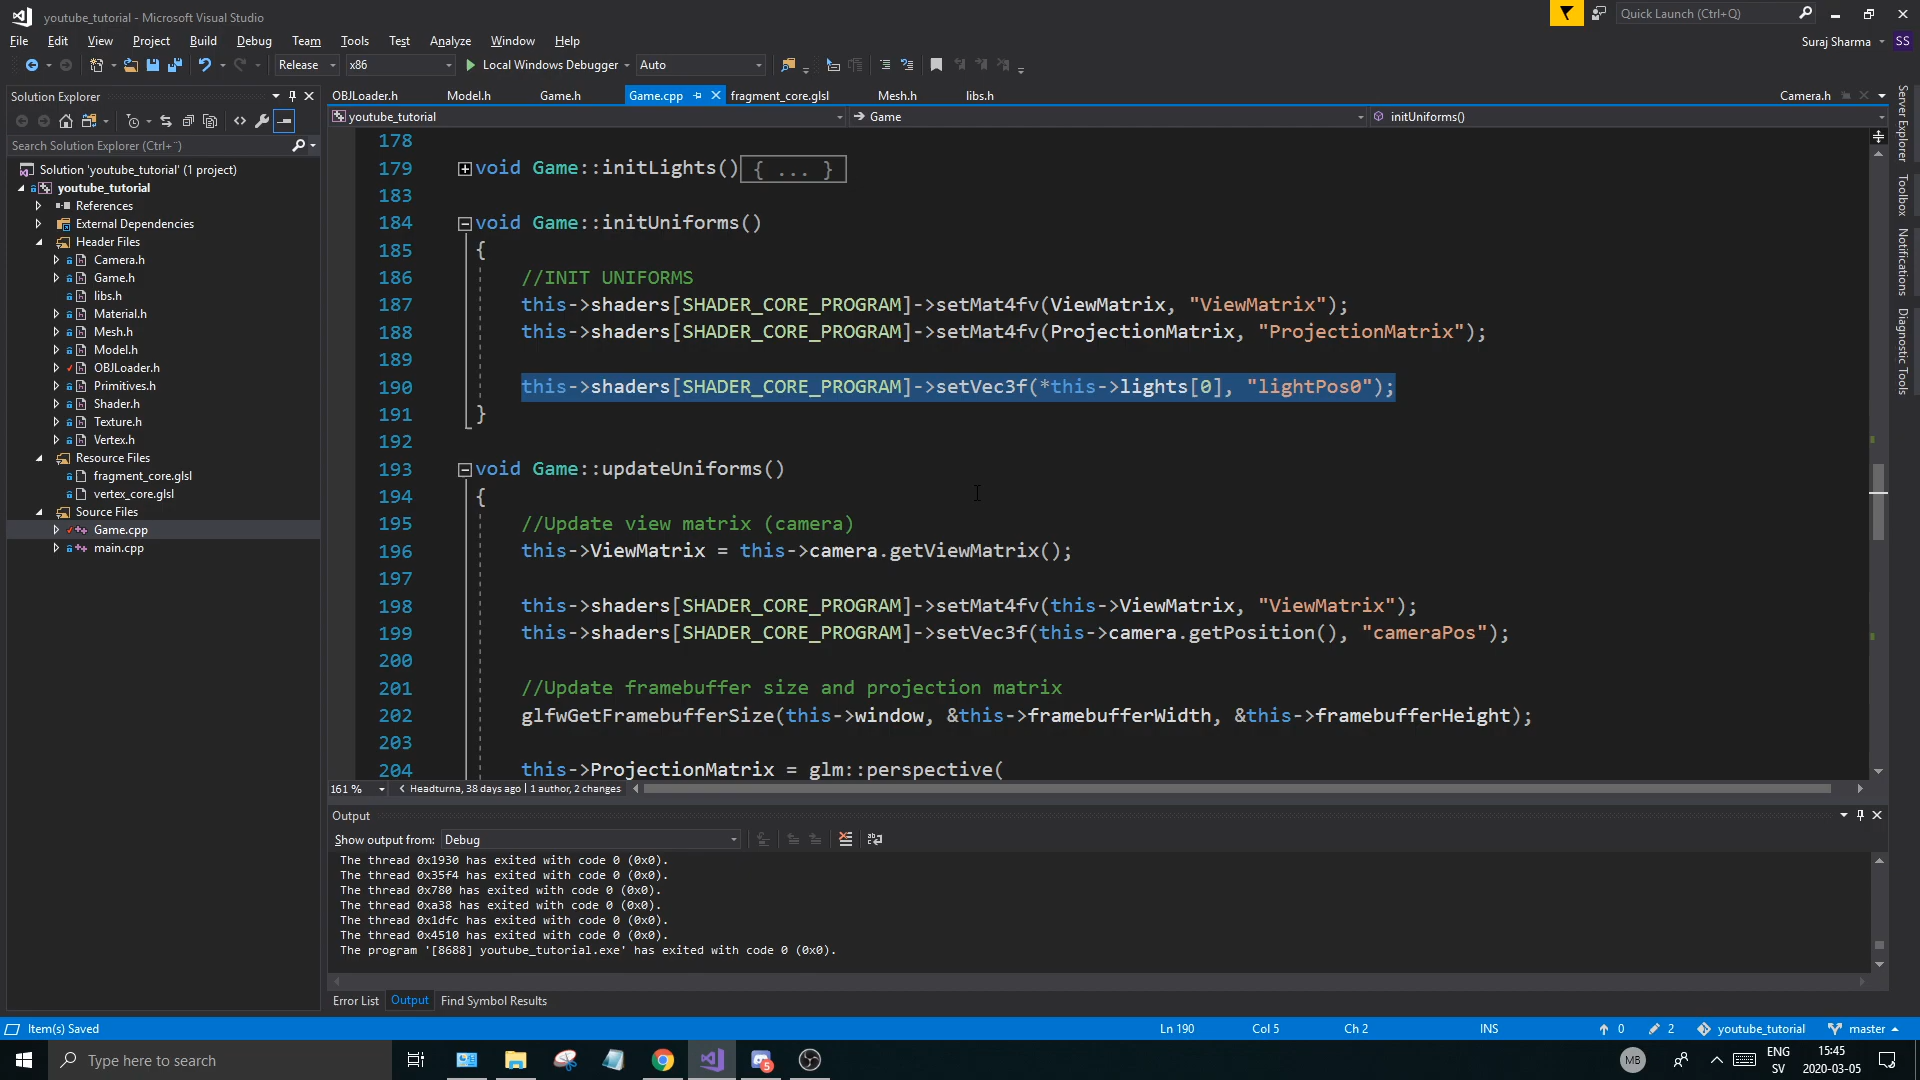 youtube_tutorial - Microsoft Visual Studio
Quick Launch (Ctrl+Q)
File Edit View Project Build Debug Team Tools Test Analyze Window Help
Suraj Sharma SS
Release x86 Local Windows Debugger Auto
Solution Explorer
Search Solution Explorer (Ctrl+¨)
Solution 'youtube_tutorial' (1 project)
youtube_tutorial
References
External Dependencies
Header Files
Camera.h
Game.h
libs.h
Material.h
Mesh.h
Model.h
OBJLoader.h
Primitives.h
Shader.h
Texture.h
Vertex.h
Resource Files
fragment_core.glsl
vertex_core.glsl
Source Files
Game.cpp
main.cpp
OBJLoader.h Model.h Game.h Game.cpp fragment_core.glsl Mesh.h libs.h Camera.h
youtube_tutorial Game initUniforms()
178
179 void Game::initLights(){ ... }
183
184 void Game::initUniforms()
185 {
186 //INIT UNIFORMS
187 this->shaders[SHADER_CORE_PROGRAM]->setMat4fv(ViewMatrix, "ViewMatrix");
188 this->shaders[SHADER_CORE_PROGRAM]->setMat4fv(ProjectionMatrix, "ProjectionMatrix");
189
190 this->shaders[SHADER_CORE_PROGRAM]->setVec3f(*this->lights[0], "lightPos0");
191 }
192
193 void Game::updateUniforms()
194 {
195 //Update view matrix (camera)
196 this->ViewMatrix = this->camera.getViewMatrix();
197
198 this->shaders[SHADER_CORE_PROGRAM]->setMat4fv(this->ViewMatrix, "ViewMatrix");
199 this->shaders[SHADER_CORE_PROGRAM]->setVec3f(this->camera.getPosition(), "cameraPos");
200
201 //Update framebuffer size and projection matrix
202 glfwGetFramebufferSize(this->window, &this->framebufferWidth, &this->framebufferHeight);
203
204 this->ProjectionMatrix = glm::perspective(
161 % Headturna, 38 days ago | 1 author, 2 changes
Output
Show output from: Debug
The thread 0x1930 has exited with code 0 (0x0).
The thread 0x35f4 has exited with code 0 (0x0).
The thread 0x780 has exited with code 0 (0x0).
The thread 0xa38 has exited with code 0 (0x0).
The thread 0x1dfc has exited with code 0 (0x0).
The thread 0x4510 has exited with code 0 (0x0).
The program '[8688] youtube_tutorial.exe' has exited with code 0 (0x0).
Error List Output Find Symbol Results
Server Explorer
Toolbox
Notifications
Diagnostic Tools
Item(s) Saved Ln 190 Col 5 Ch 2 INS 0 2 youtube_tutorial master
Type here to search
5
MB
ENG
SV
15:45
2020-03-05